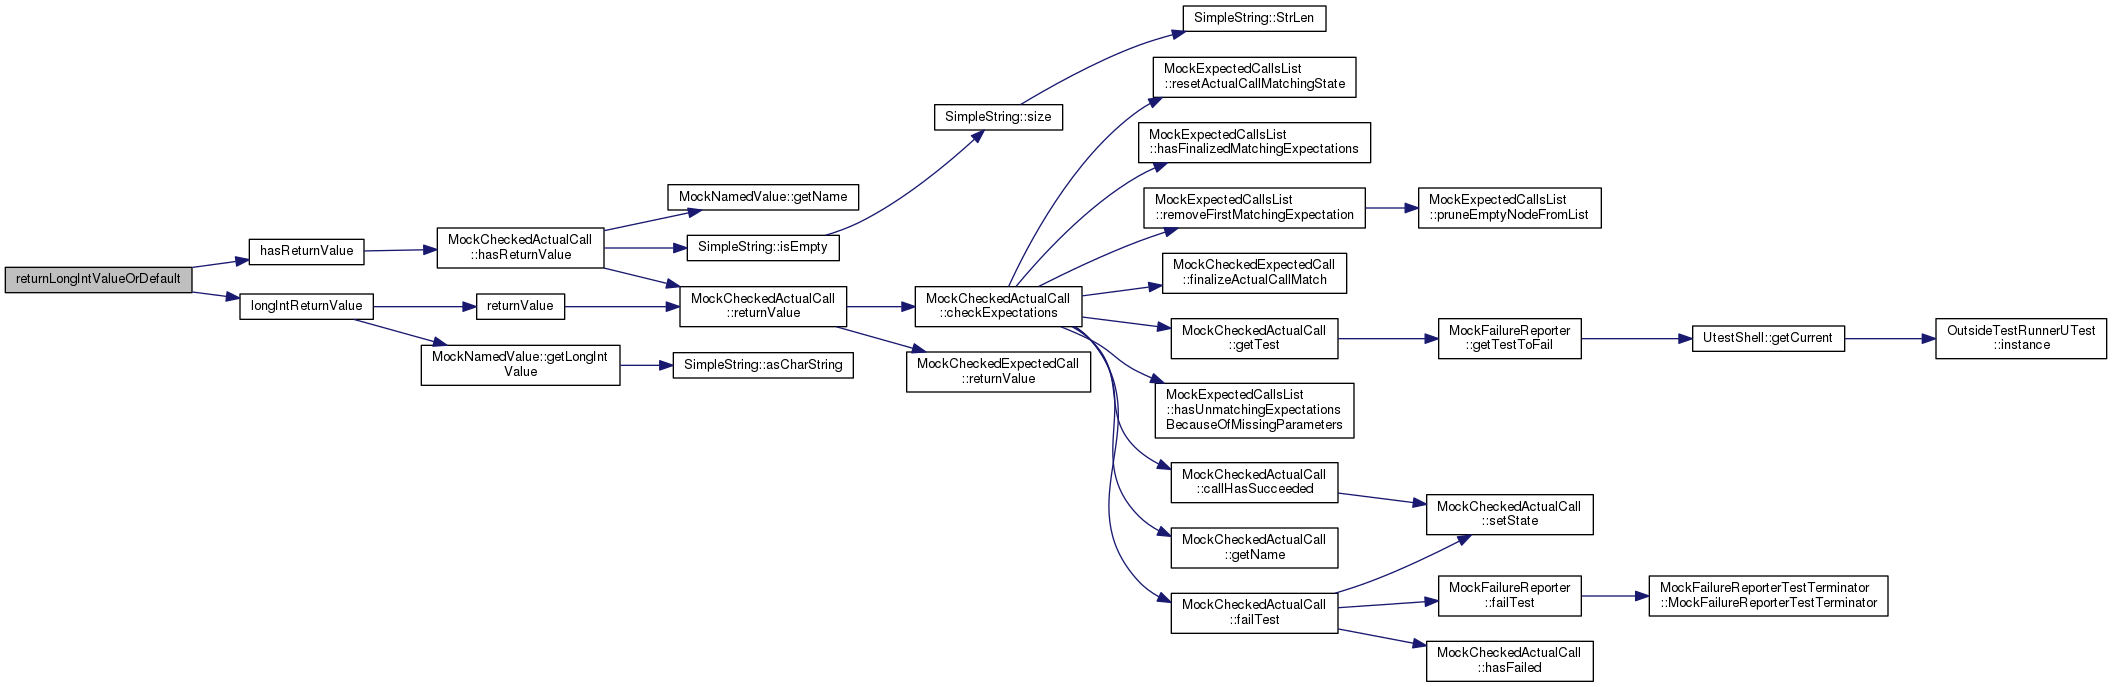 returnLongIntValueOrDefault
hasReturnValue
longIntReturnValue
MockCheckedActualCall
::hasReturnValue
returnValue
MockNamedValue::getLongInt
Value
MockNamedValue::getName
SimpleString::isEmpty
MockCheckedActualCall
::returnValue
SimpleString::asCharString
SimpleString::size
MockCheckedActualCall
::checkExpectations
MockCheckedExpectedCall
::returnValue
SimpleString::StrLen
MockExpectedCallsList
::resetActualCallMatchingState
MockExpectedCallsList
::hasFinalizedMatchingExpectations
MockExpectedCallsList
::removeFirstMatchingExpectation
MockExpectedCallsList
::pruneEmptyNodeFromList
MockCheckedExpectedCall
::finalizeActualCallMatch
MockCheckedActualCall
::getTest
MockFailureReporter
::getTestToFail
UtestShell::getCurrent
OutsideTestRunnerUTest
::instance
MockExpectedCallsList
::hasUnmatchingExpectations
BecauseOfMissingParameters
MockCheckedActualCall
::callHasSucceeded
MockCheckedActualCall
::setState
MockCheckedActualCall
::getName
MockCheckedActualCall
::failTest
MockFailureReporter
::failTest
MockFailureReporterTestTerminator
::MockFailureReporterTestTerminator
MockCheckedActualCall
::hasFailed